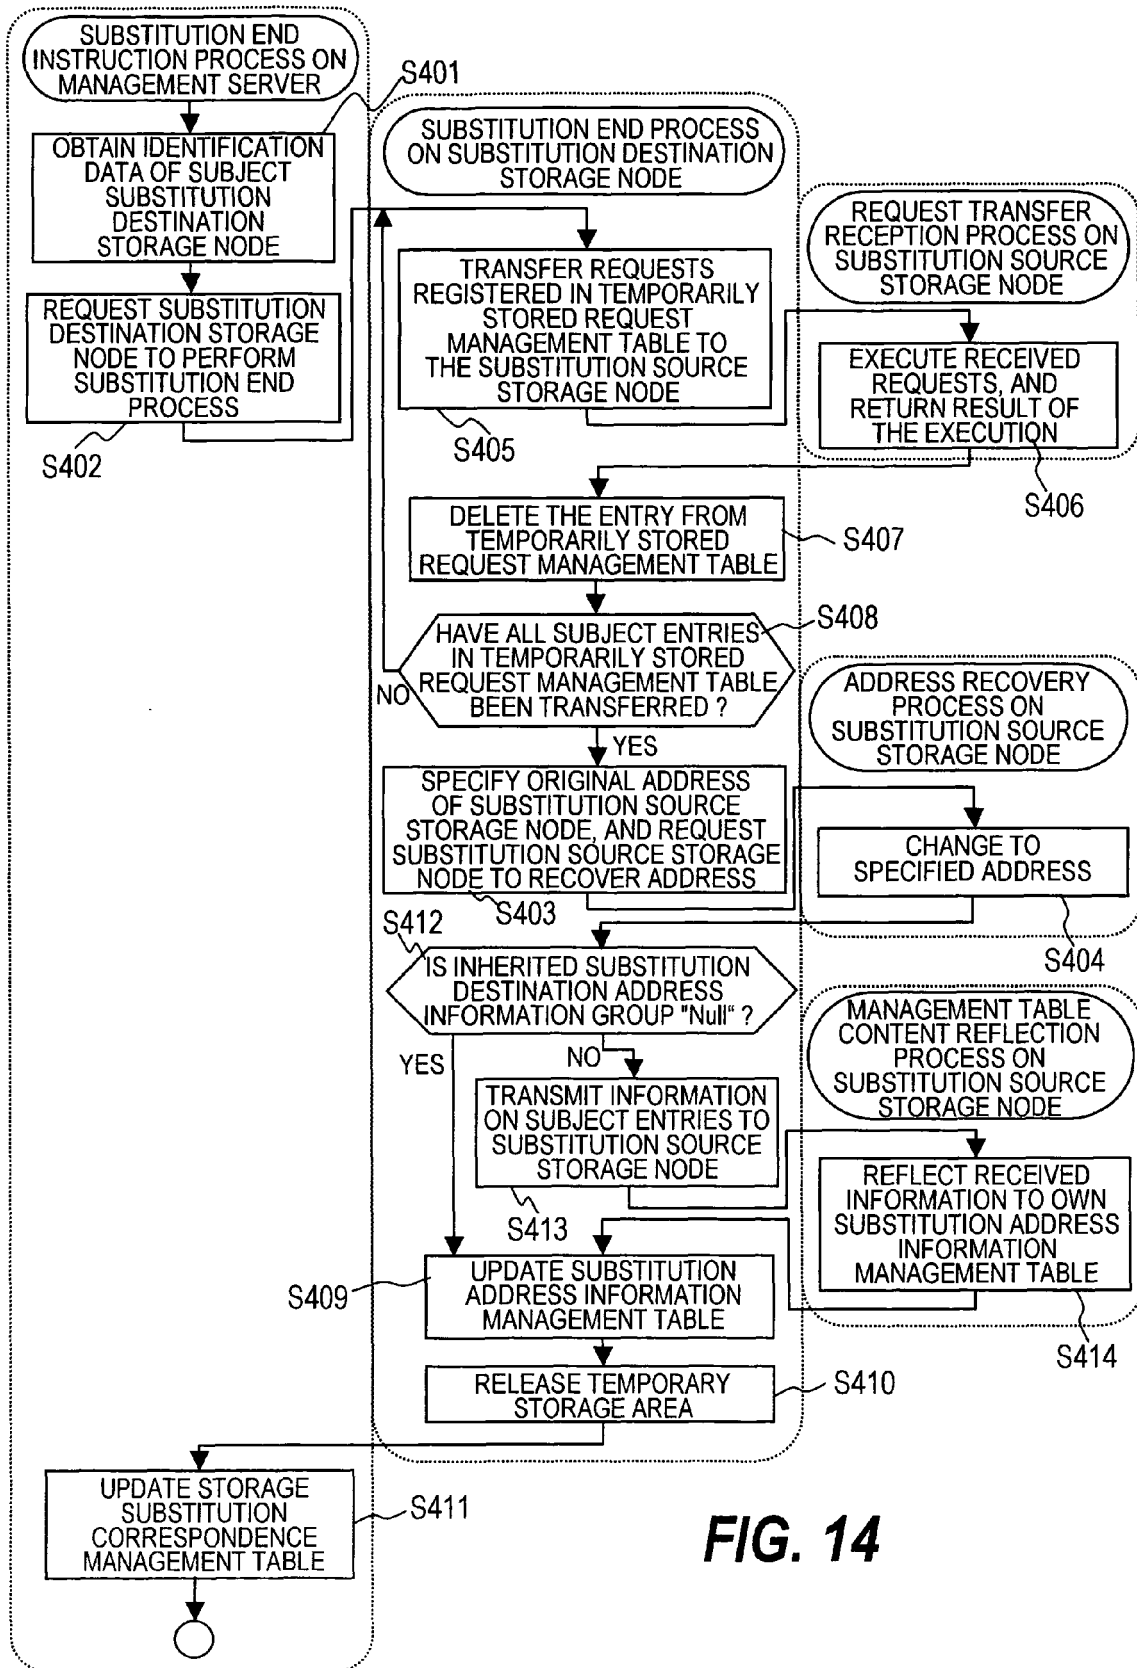 SUBSTITUTION END
INSTRUCTION PROCESS ON
MANAGEMENT SERVER
S401
OBTAIN IDENTIFICATION
DATA OF SUBJECT
SUBSTITUTION
DESTINATION
STORAGE NODE
REQUEST SUBSTITUTION
DESTINATION STORAGE
NODE TO PERFORM
SUBSTITUTION END
PROCESS
S402
SUBSTITUTION END PROCESS
ON SUBSTITUTION DESTINATION
STORAGE NODE
TRANSFER REQUESTS
REGISTERED IN TEMPORARILY
STORED REQUEST
MANAGEMENT TABLE TO
THE SUBSTITUTION SOURCE
STORAGE NODE
S405
REQUEST TRANSFER
RECEPTION PROCESS ON
SUBSTITUTION SOURCE
STORAGE NODE
EXECUTE RECEIVED
REQUESTS, AND
RETURN RESULT OF
THE EXECUTION
S406
DELETE THE ENTRY FROM
TEMPORARILY STORED
REQUEST MANAGEMENT TABLE
S407
HAVE ALL SUBJECT ENTRIES
IN TEMPORARILY STORED
REQUEST MANAGEMENT TABLE
BEEN TRANSFERRED ?
S408
NO
YES
SPECIFY ORIGINAL ADDRESS
OF SUBSTITUTION SOURCE
STORAGE NODE, AND REQUEST
SUBSTITUTION SOURCE STORAGE
NODE TO RECOVER ADDRESS
S403
ADDRESS RECOVERY
PROCESS ON
SUBSTITUTION SOURCE
STORAGE NODE
CHANGE TO
SPECIFIED ADDRESS
S404
S412
IS INHERITED SUBSTITUTION
DESTINATION ADDRESS
INFORMATION GROUP "Null" ?
YES
NO
TRANSMIT INFORMATION
ON SUBJECT ENTRIES TO
SUBSTITUTION SOURCE
STORAGE NODE
S413
MANAGEMENT TABLE
CONTENT REFLECTION
PROCESS ON
SUBSTITUTION SOURCE
STORAGE NODE
REFLECT RECEIVED
INFORMATION TO OWN
SUBSTITUTION ADDRESS
INFORMATION
MANAGEMENT TABLE
S414
S409
UPDATE SUBSTITUTION
ADDRESS INFORMATION
MANAGEMENT TABLE
RELEASE TEMPORARY
STORAGE AREA
S410
UPDATE STORAGE
SUBSTITUTION
CORRESPONDENCE
MANAGEMENT TABLE
S411
FIG. 14